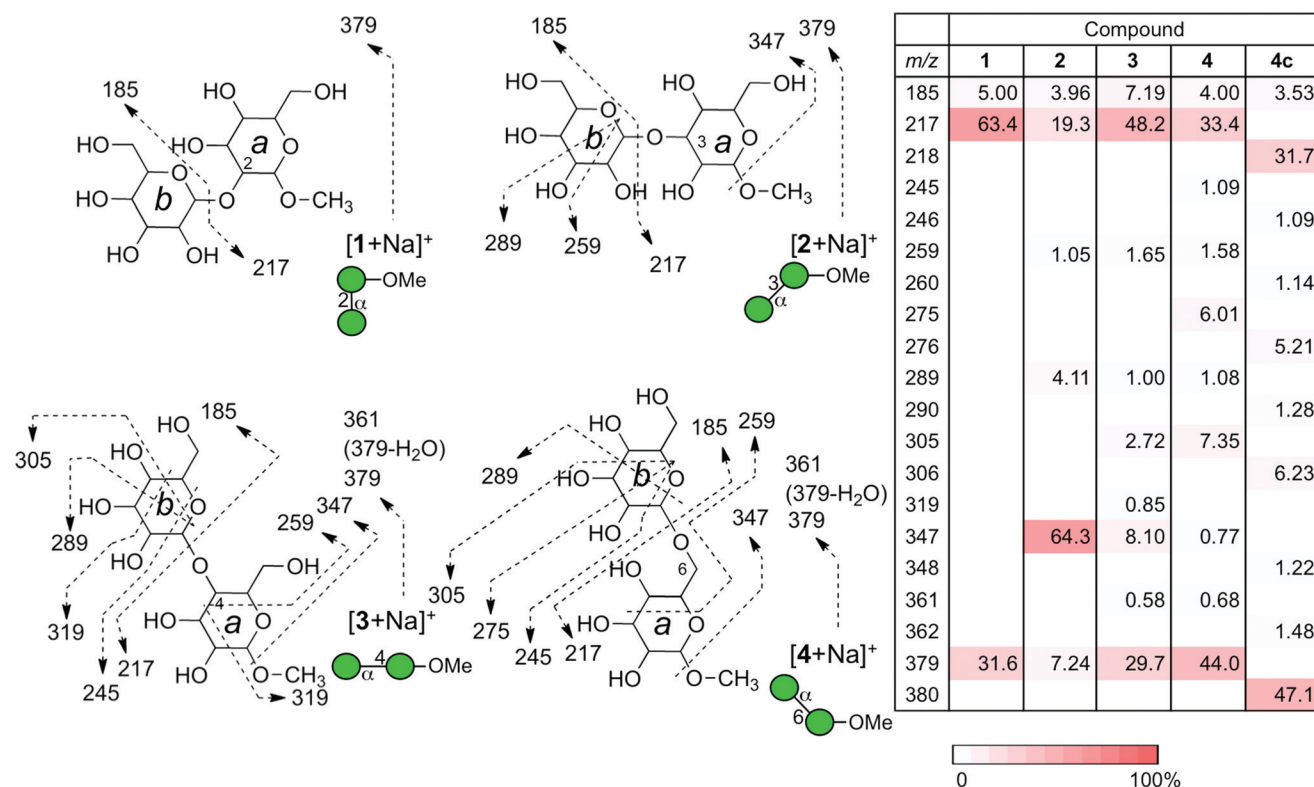 379
185
HO
OH
HO
HO
a
O
2
O
HO
b
O
HO
O
O−CH3
HO
OH
217
[1+Na]+
OMe
2
α
185
347
379
HO
HO
OH
HO
O
O
a
O
HO
b
3
HO
OH
HO
O−CH3
289
259
217
[2+Na]+
3
OMe
α
305
185
HO
HO
O
HO
b
HO
289
O
259
347
361
(379-H2O)
379
OH
4
HO
a
O
HO
O−CH3
319
245
217
319
[3+Na]+
4
OMe
α
HO
HO
289
185
259
HO
b
O
HO
361
(379-H2O)
379
347
O
6
305
HO
275
HO
a
O
245
217
HO
O−CH3
[4+Na]+
α
6
OMe
Compound
m/z 1 2 3 4 4c
185 5.00 3.96 7.19 4.00 3.53
217 63.4 19.3 48.2 33.4
218 31.7
245 1.09
246 1.09
259 1.05 1.65 1.58
260 1.14
275 6.01
276 5.21
289 4.11 1.00 1.08
290 1.28
305 2.72 7.35
306 6.23
319 0.85
347 64.3 8.10 0.77
348 1.22
361 0.58 0.68
362 1.48
379 31.6 7.24 29.7 44.0
380 47.1
0 100%